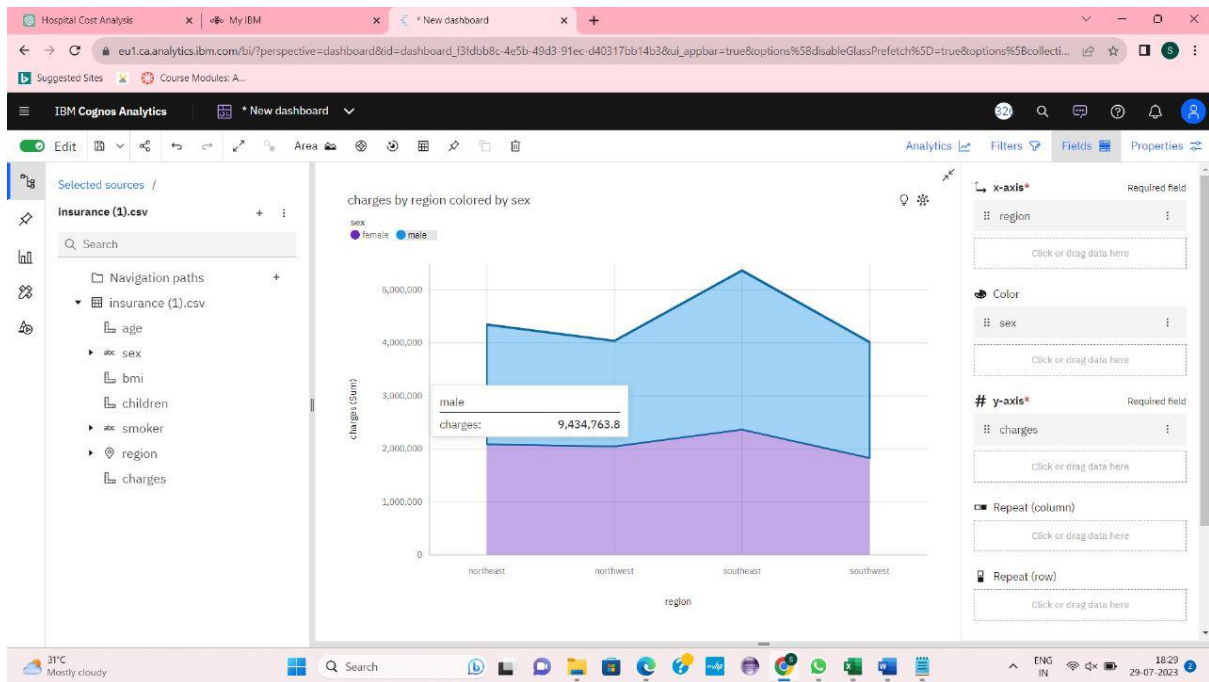 Hospital Cost Analysis
My IBM
* New dashboard
eu1.ca.analytics.ibm.com/bi/?perspective=dashboard&id=dashboard_f3fdbb8c-4e5b-49d3-91ec-d40317bb14b3&ui_appbar=true&options%5BdisableGlassPrefetch%5D=true&options%5Bcollecti...
S
Suggested Sites
Course Modules: A...
IBM Cognos Analytics
* New dashboard
Edit
Area
Analytics
Filters
Fields
Properties
Selected sources /
insurance (1).csv
Search
Navigation paths
insurance (1).csv
age
abc sex
bmi
children
abc smoker
region
charges
charges by region colored by sex
sex
female male
charges (Sum)
5,000,000
4,000,000
3,000,000
2,000,000
1,000,000
0
male
charges: 9,434,763.8
northeast northwest southeast southwest
region
x-axis* Required field
region
Click or drag data here
Color
sex
Click or drag data here
# y-axis* Required field
charges
Click or drag data here
Repeat (column)
Click or drag data here
Repeat (row)
Click or drag data here
31°C
Mostly cloudy
Search
ENG
IN
18:29
29-07-2023
2